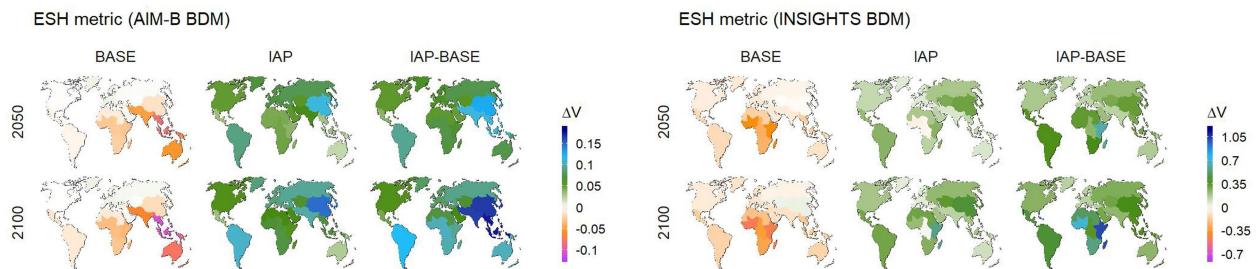 ESH metric (AIM-B BDM)
BASE IAP IAP-BASE
2050
2100
ΔV
0.15
0.1
0.05
0
-0.05
-0.1
ESH metric (INSIGHTS BDM)
BASE IAP IAP-BASE
2050
2100
ΔV
1.05
0.7
0.35
0
-0.35
-0.7